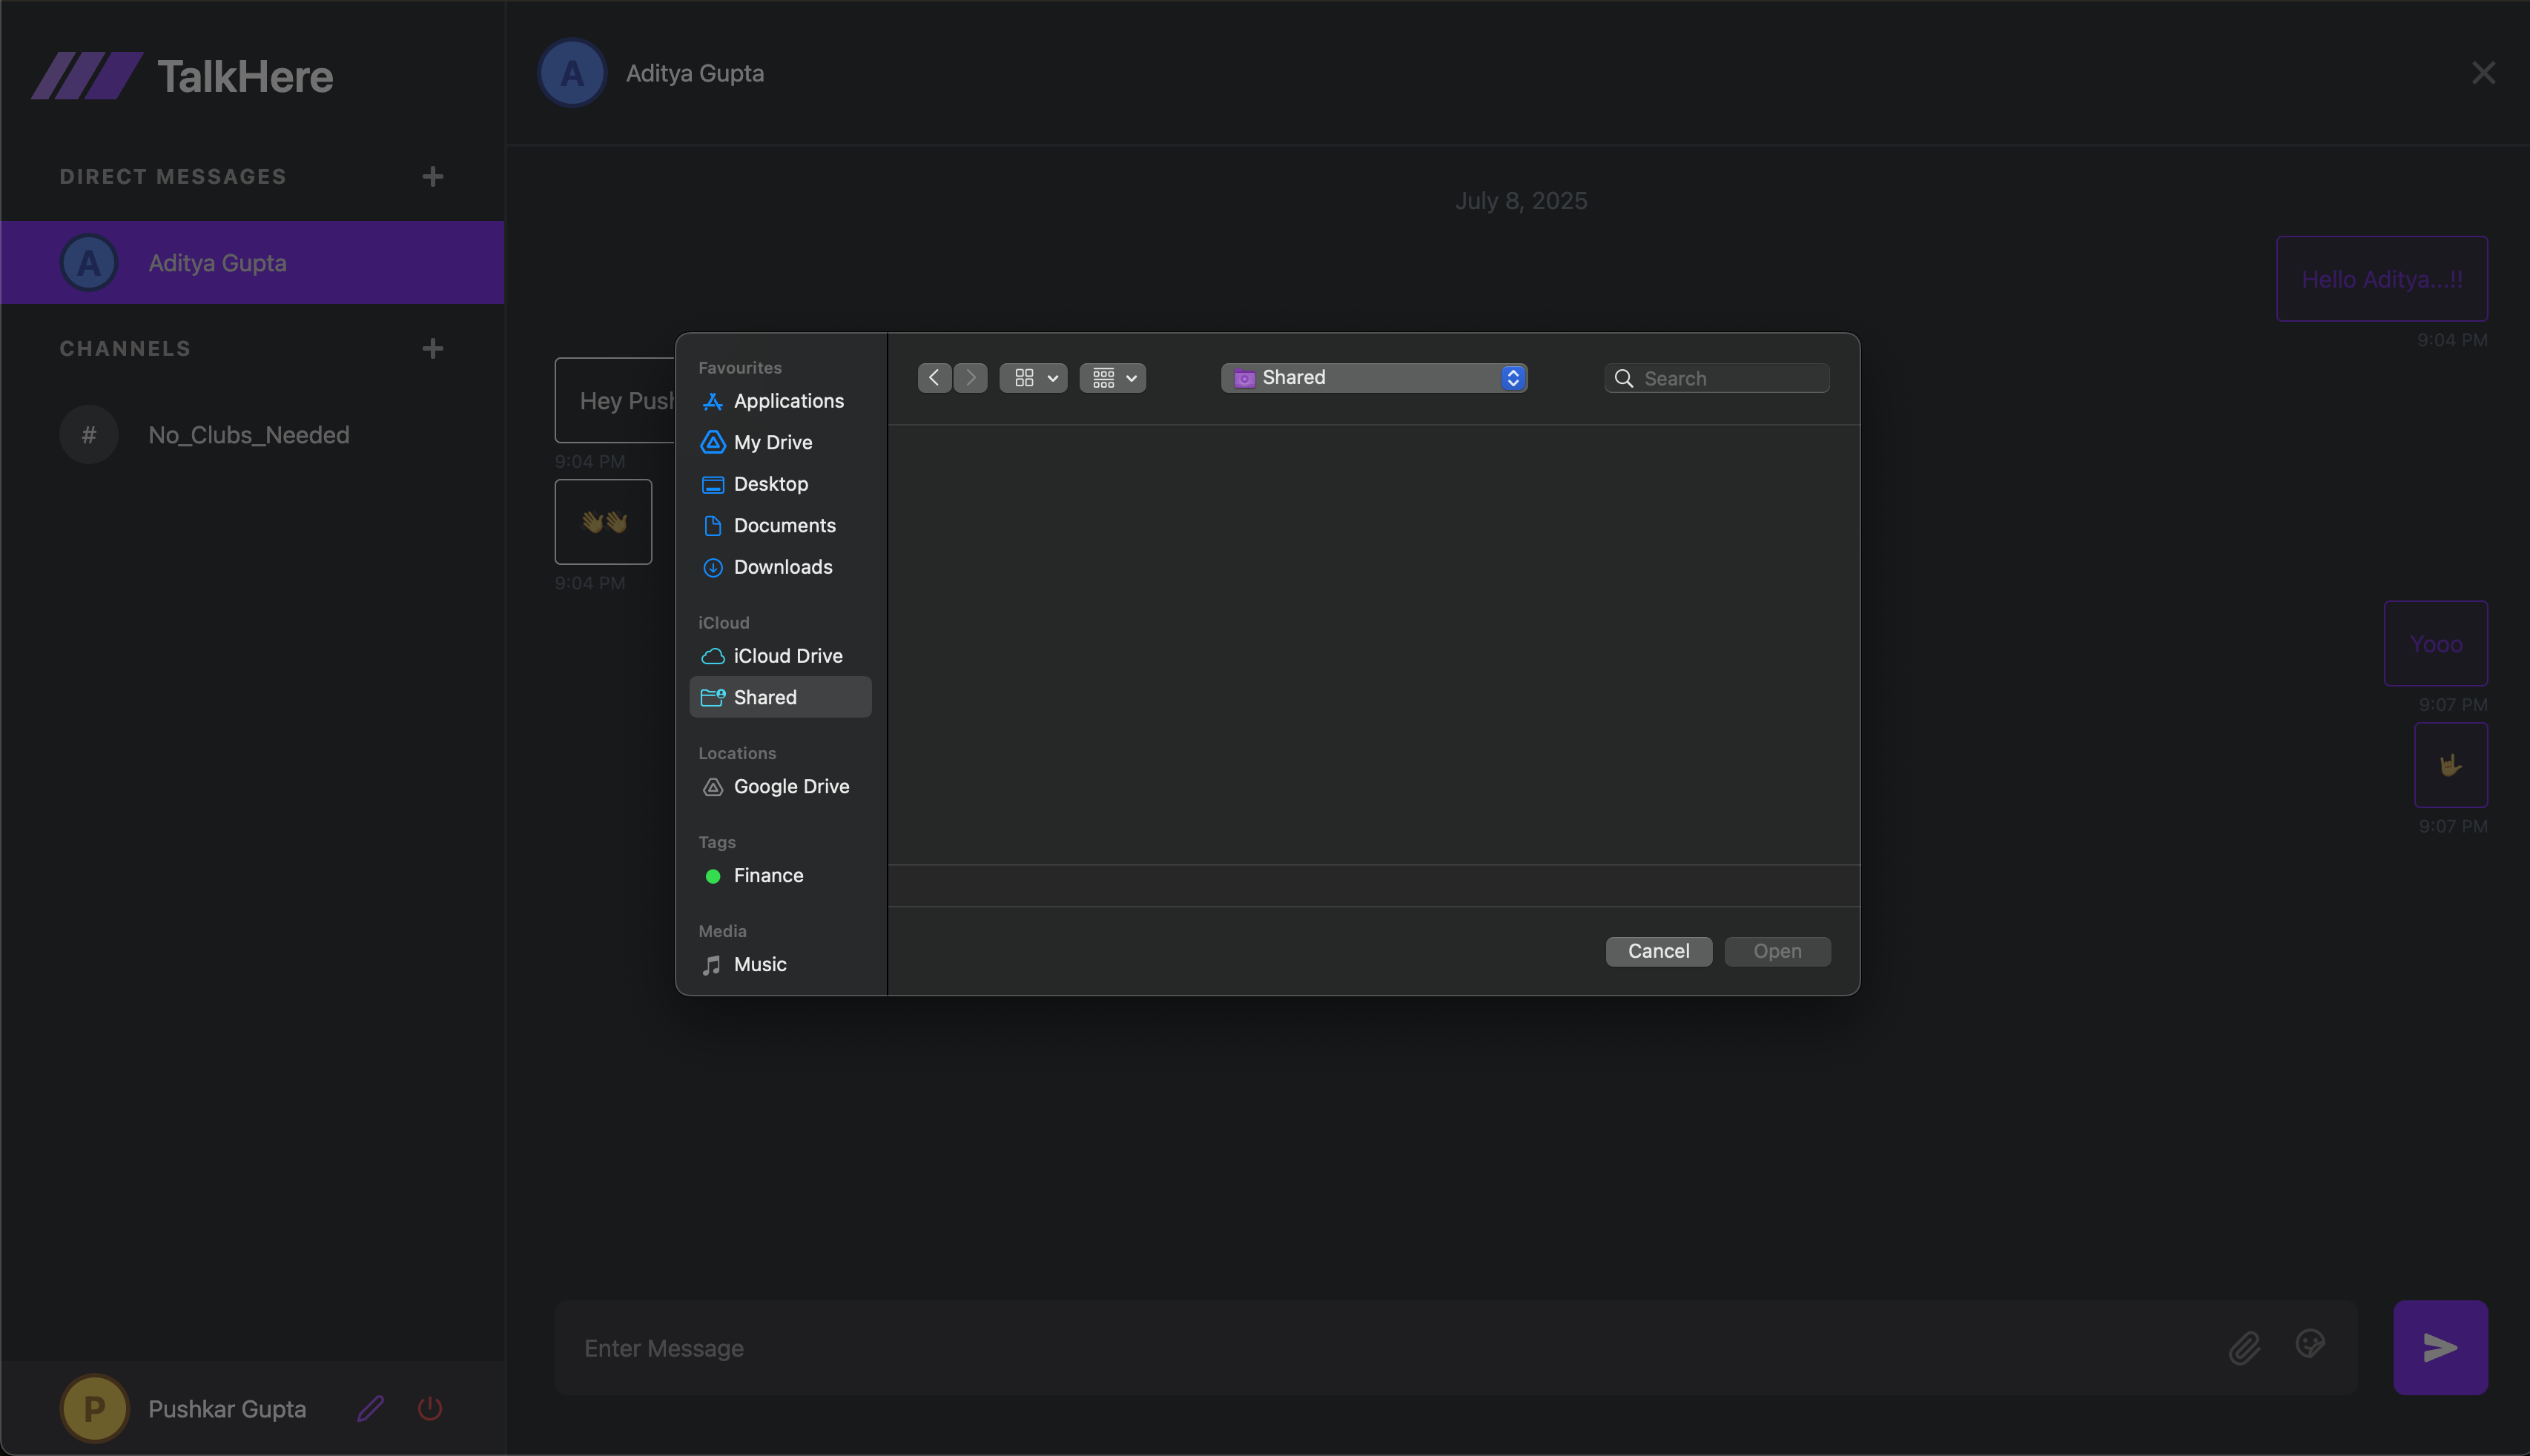 TalkHere
DIRECT MESSAGES
A
Aditya Gupta
CHANNELS
#
No_Clubs_Needed
P
Pushkar Gupta
A
Aditya Gupta
July 8, 2025
Hello Aditya...!!
9:04 PM
Hey Push
9:04 PM
9:04 PM
Yooo
9:07 PM
9:07 PM
Enter Message
Favourites
Applications
My Drive
Desktop
Documents
Downloads
iCloud
iCloud Drive
Shared
Locations
Google Drive
Tags
Finance
Media
Music
Shared
Search
Cancel
Open